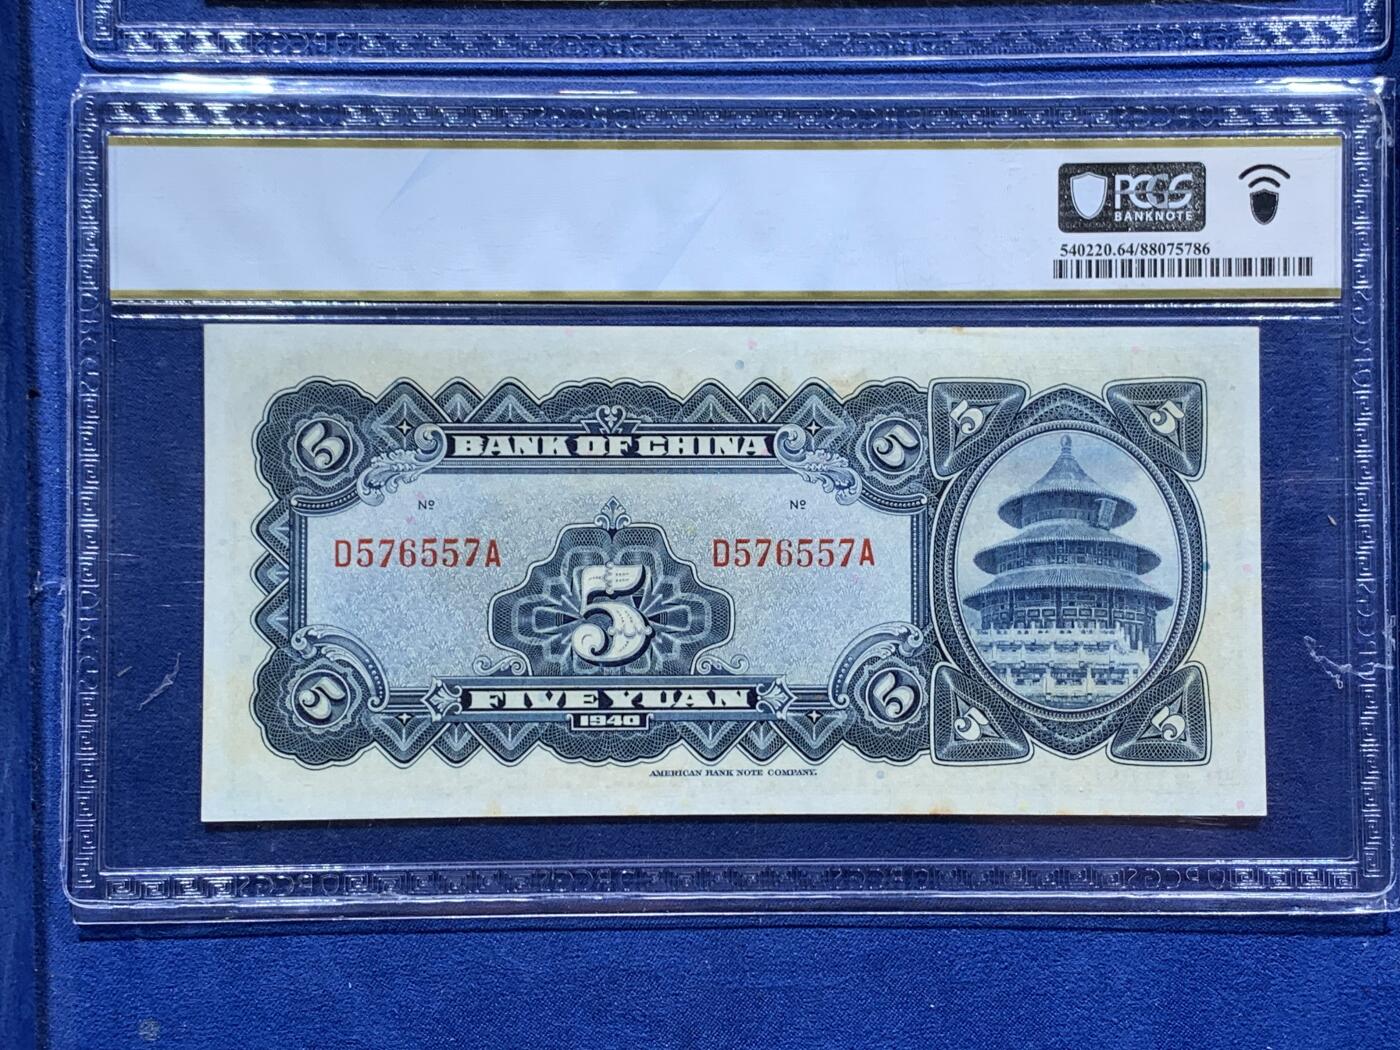 PCGS
BANKNOTE
540220.64/88075786
5 BANK OF CHINA 5 5 5
Nº Nº
D576557A D576557A
5
5 FIVE YUAN 5 5 5
1940
AMERICAN BANK NOTE COMPANY.